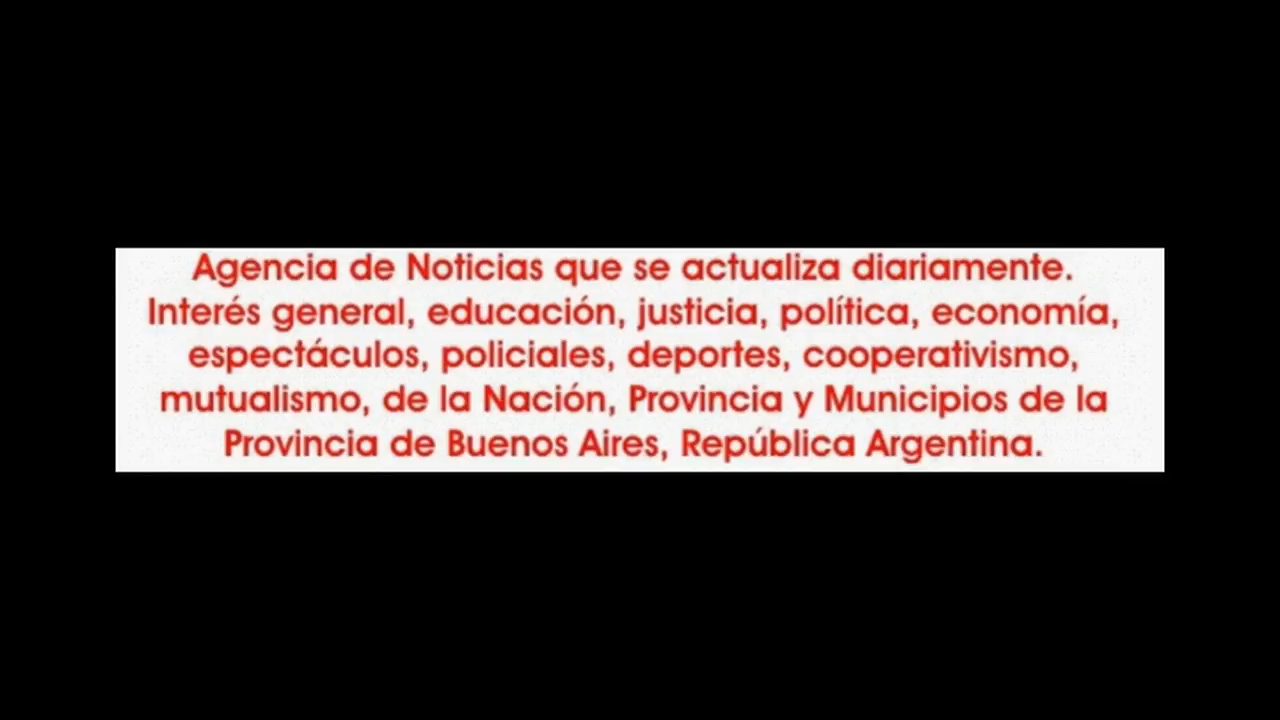 Agencia de Noticias que se actualiza diariamente.
Interés general, educación, justicia, política, economía,
espectáculos, policiales, deportes, cooperativismo,
mutualismo, de la Nación, Provincia y Municipios de la
Provincia de Buenos Aires, República Argentina.